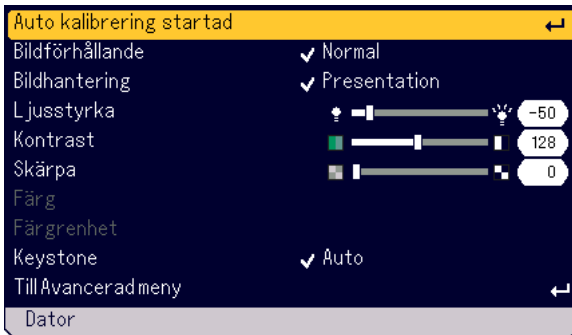 Auto kalibrering startad
Bildförhållande Normal
Bildhantering Presentation
Ljusstyrka -50
Kontrast 128
Skärpa 0
Färg
Färgrenhet
Keystone Auto
Till Avancerad meny
Dator